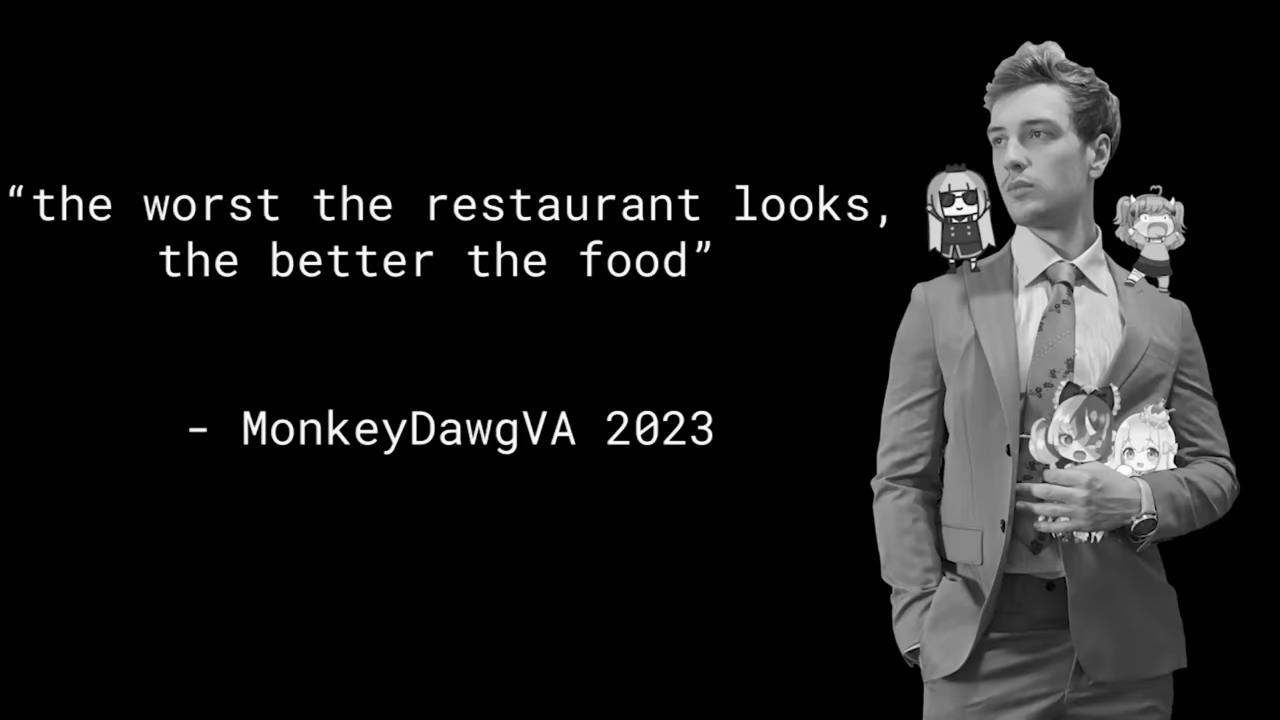 “the worst the restaurant looks,
the better the food”
- MonkeyDawgVA 2023